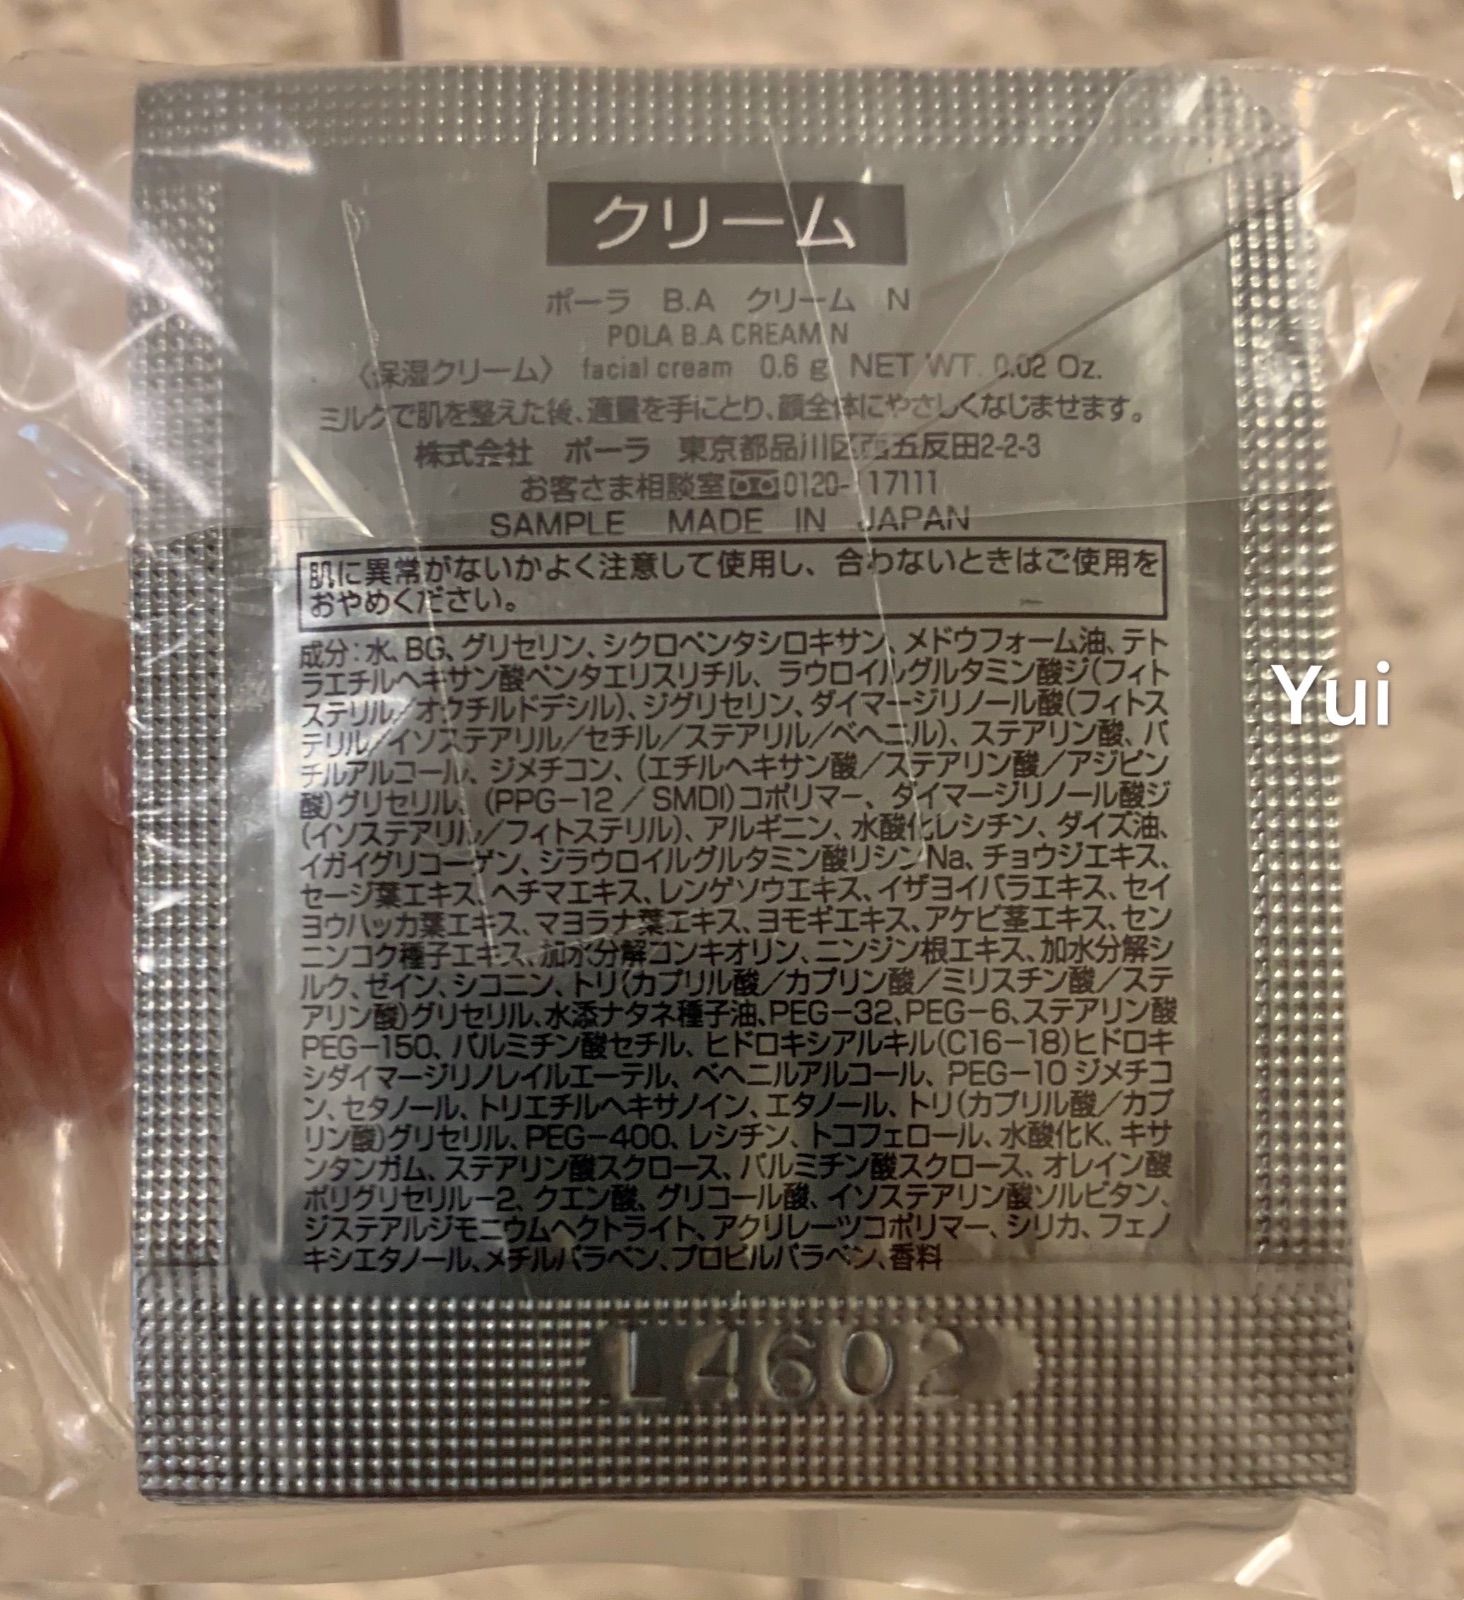 クリーム
ポーラ B.A クリーム N
POLA B.A CREAM N
〈保湿クリーム〉 facial cream 0.6 g NET WT. 0.02 Oz.
ミルクで肌を整えた後、適量を手にとり、顔全体にやさしくなじませます。
株式会社 ポーラ 東京都品川区西五反田2-2-3
お客さま相談室 0120-117111
SAMPLE MADE IN JAPAN
肌に異常がないかよく注意して使用し、合わないときはご使用を
おやめください。
成分:水、BG、グリセリン、シクロペンタシロキサン、メドウフォーム油、テト
ラエチルヘキサン酸ペンタエリスリチル、ラウロイルグルタミン酸ジ(フィト
ステリル/オクチルドデシル)、ジグリセリン、ダイマージリノール酸(フィトス
テリル/イソステアリル/セチル/ステアリル/ベヘニル)、ステアリン酸、バ
チルアルコール、ジメチコン、(エチルヘキサン酸/ステアリン酸/アジピン
酸)グリセリル、(PPG-12/SMDI)コポリマー、ダイマージリノール酸ジ
(イソステアリル/フィトステリル)、アルギニン、水酸化レシチン、ダイズ油、
イガイグリコーゲン、ジラウロイルグルタミン酸リシンNa、チョウジエキス、
セージ葉エキス、ヘチマエキス、レンゲソウエキス、イザヨイバラエキス、セイ
ヨウハッカ葉エキス、マヨラナ葉エキス、ヨモギエキス、アケビ茎エキス、セン
ニンコク種子エキス、加水分解コンキオリン、ニンジン根エキス、加水分解シ
ルク、ゼイン、シコニン、トリ(カプリル酸/カプリン酸/ミリスチン酸/ステ
アリン酸)グリセリル、水添ナタネ種子油、PEG-32、PEG-6、ステアリン酸
PEG-150、パルミチン酸セチル、ヒドロキシアルキル(C16-18)ヒドロキ
シダイマージリノレイルエーテル、ベヘニルアルコール、PEG-10ジメチコ
ン、セタノール、トリエチルヘキサノイン、エタノール、トリ(カプリル酸/カプ
リン酸)グリセリル、PEG-400、レシチン、トコフェロール、水酸化K、キサ
ンタンガム、ステアリン酸スクロース、パルミチン酸スクロース、オレイン酸
ポリグリセリル-2、クエン酸、グリコール酸、イソステアリン酸ソルビタン、
ジステアルジモニウムヘクトライト、アクリレーツコポリマー、シリカ、フェノ
キシエタノール、メチルパラベン、プロピルパラベン、香料
L4602
Yui